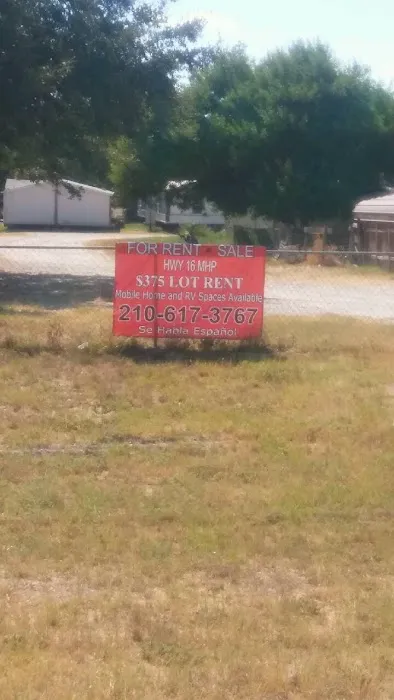 FOR RENT - SALE
HWY 16 MHP
$375 LOT RENT
Mobile Home and RV Spaces Available
210-617-3767
Se Habla Español